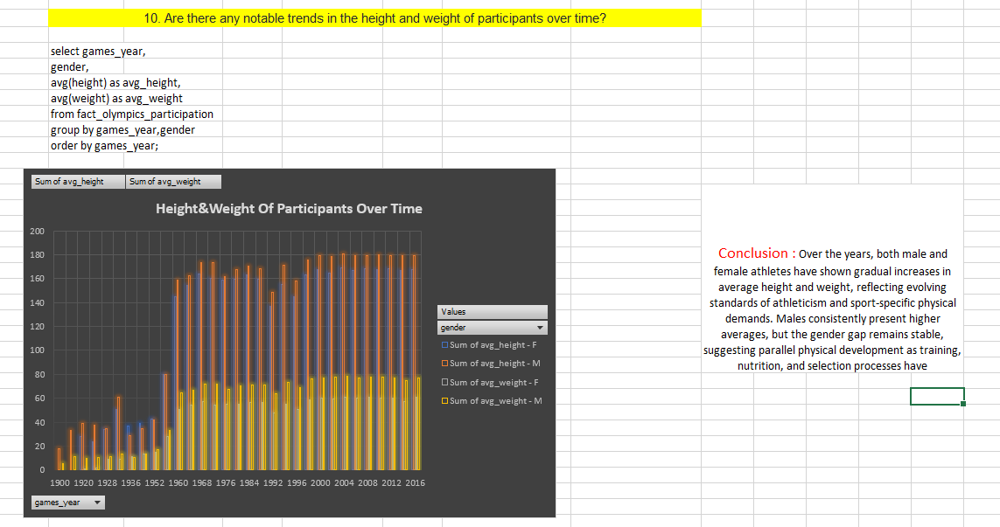 10. Are there any notable trends in the height and weight of participants over time?
select games_year,
gender,
avg(height) as avg_height,
avg(weight) as avg_weight
from fact_olympics_participation
group by games_year,gender
order by games_year;
Sum of avg_height Sum of avg_weight
Height&Weight Of Participants Over Time
200
180
160
140
120
100
80
60
40
20
0
1900 1920 1928 1936 1952 1960 1968 1976 1984 1992 1996 2000 2004 2008 2012 2016
games_year
Values
gender
Sum of avg_height - F
Sum of avg_height - M
Sum of avg_weight - F
Sum of avg_weight - M
Conclusion : Over the years, both male and
female athletes have shown gradual increases in
average height and weight, reflecting evolving
standards of athleticism and sport-specific physical
demands. Males consistently present higher
averages, but the gender gap remains stable,
suggesting parallel physical development as training,
nutrition, and selection processes have